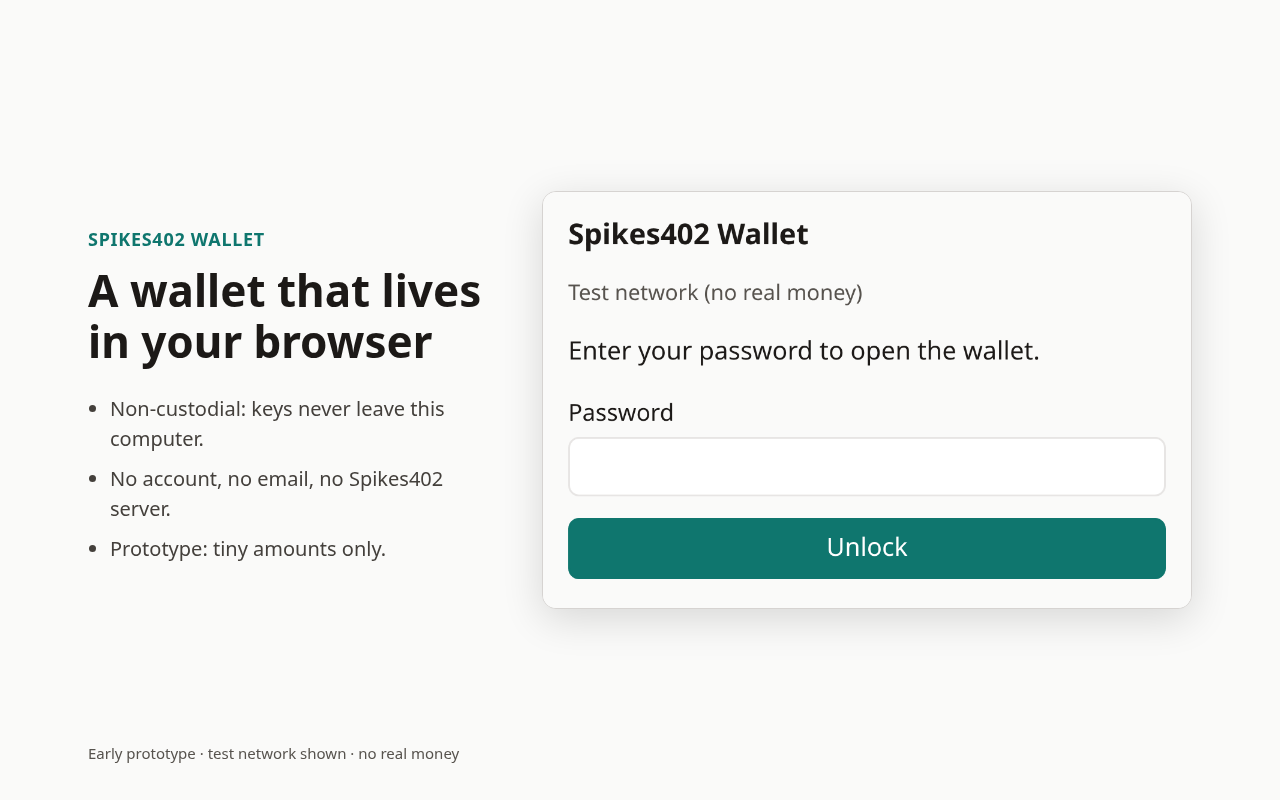 SPIKES402 WALLET
A wallet that lives
in your browser
• Non-custodial: keys never leave this
computer.
• No account, no email, no Spikes402
server.
• Prototype: tiny amounts only.
Spikes402 Wallet
Test network (no real money)
Enter your password to open the wallet.
Password
Unlock
Early prototype · test network shown · no real money